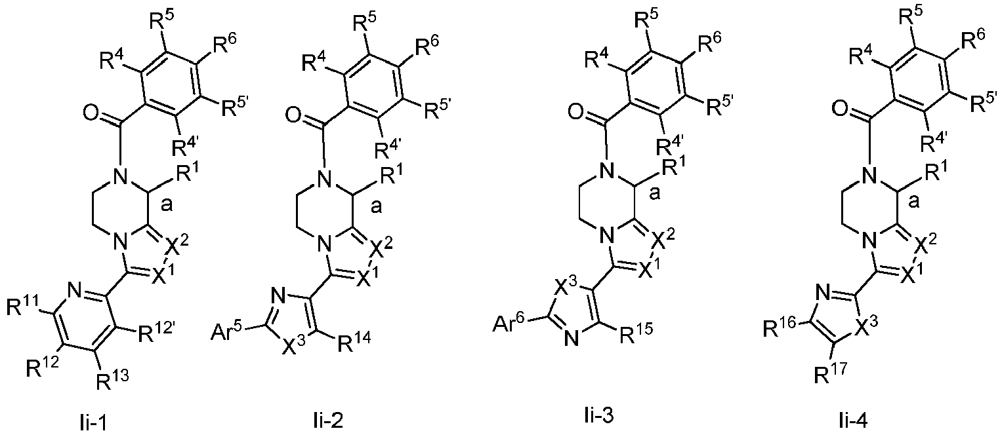 R⁵ R⁵ R⁵ R⁵
R⁴ R⁶ R⁴ R⁶ R⁴ R⁶ R⁴ R⁶
O R⁵' O R⁵' O R⁵' O R⁵'
R⁴' R⁴' R⁴' R⁴'
N R¹ N R¹ N R¹ N R¹
a a a a
N X² N X² N X² N X²
X¹ X¹ X¹ X¹
N N X³ N
R¹¹ R¹²' Ar⁵ X³ R¹⁴ Ar⁶ N R¹⁵ R¹⁶ X³
R¹² R¹³ R¹⁷
Ii-1 Ii-2 Ii-3 Ii-4